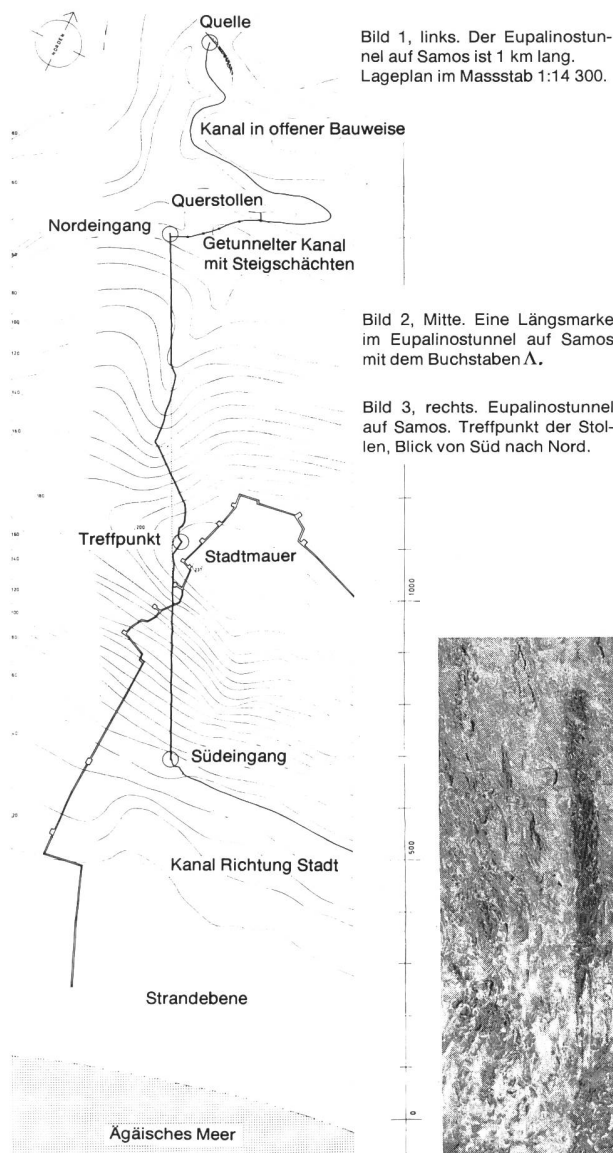 Quelle
NORDEN
Bild 1, links. Der Eupalinostun-
nel auf Samos ist 1 km lang.
Lageplan im Massstab 1:14 300.
Kanal in offener Bauweise
Querstollen
Nordeingang
Getunnelter Kanal
mit Steigschächten
Bild 2, Mitte. Eine Längsmarke
im Eupalinostunnel auf Samos
mit dem Buchstaben Λ.
Bild 3, rechts. Eupalinostunnel
auf Samos. Treffpunkt der Stol-
len, Blick von Süd nach Nord.
Treffpunkt
Stadtmauer
1000
Südeingang
500
Kanal Richtung Stadt
Strandebene
0
Ägäisches Meer